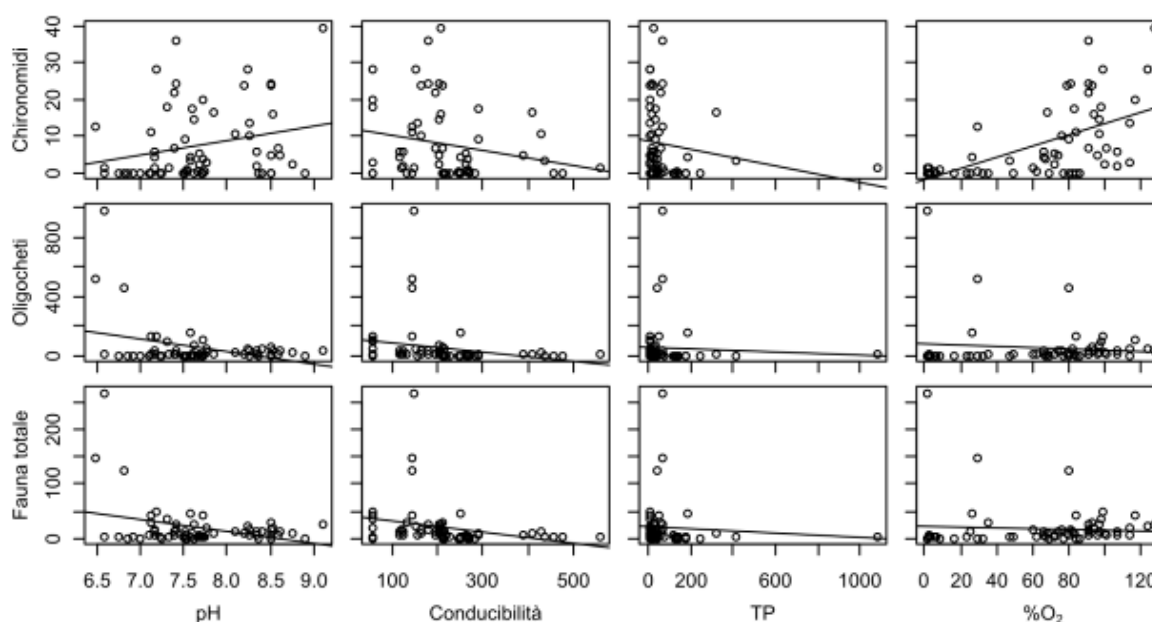 Chironomidi
0 10 20 30 40
Oligocheti
0 400 800
Fauna totale
0 100 200
6.5 7.0 7.5 8.0 8.5 9.0
100 300 500
0 200 600 1000
0 20 40 60 80 120
pH
Conducibilità
TP
%O₂